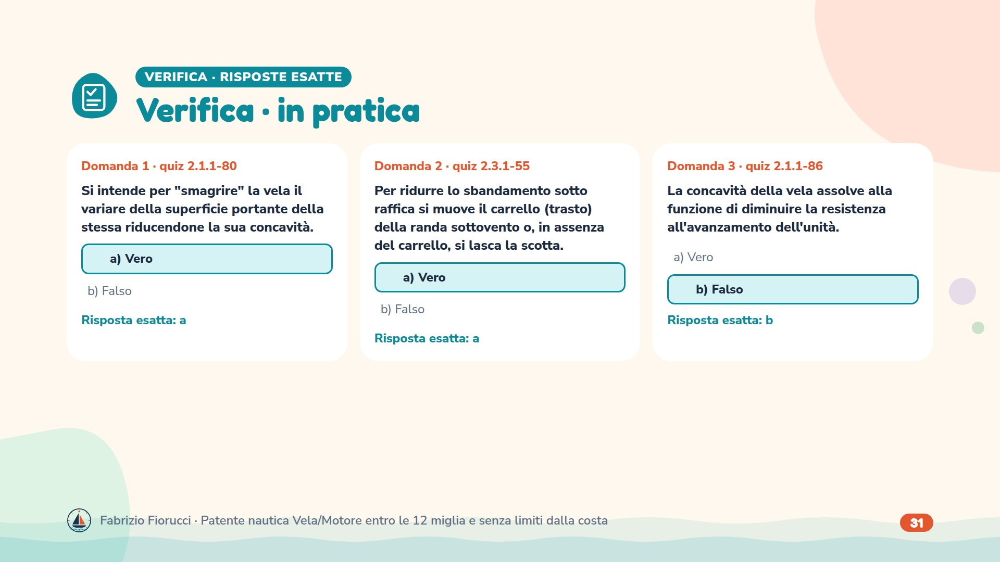 VERIFICA · RISPOSTE ESATTE
Verifica · in pratica
Domanda 1 · quiz 2.1.1-80
Si intende per "smagrire" la vela il
variare della superficie portante della
stessa riducendone la sua concavità.
a) Vero
b) Falso
Risposta esatta: a
Domanda 2 · quiz 2.3.1-55
Per ridurre lo sbandamento sotto
raffica si muove il carrello (trasto)
della randa sottovento o, in assenza
del carrello, si lasca la scotta.
a) Vero
b) Falso
Risposta esatta: a
Domanda 3 · quiz 2.1.1-86
La concavità della vela assolve alla
funzione di diminuire la resistenza
all'avanzamento dell'unità.
a) Vero
b) Falso
Risposta esatta: b
Fabrizio Fiorucci · Patente nautica Vela/Motore entro le 12 miglia e senza limiti dalla costa
31